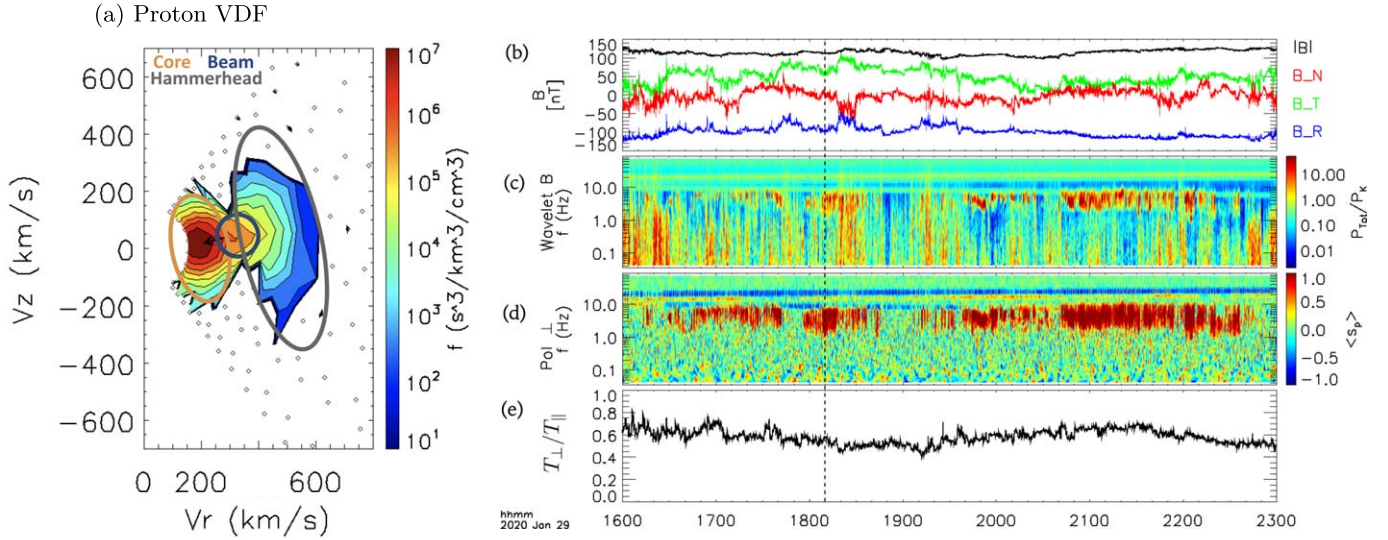 (a) Proton VDF
Core Beam
Hammerhead
600
400
200
0
−200
−400
−600
Vz (km/s)
0 200 400 600
Vr (km/s)
10^7
10^6
10^5
10^4
10^3
10^2
10^1
f (s^3/km^3/cm^3)
(b)
B
[nT]
150
100
50
0
−50
−100
−150
|B|
B_N
B_T
B_R
(c)
Wavelet B
f (Hz)
10.0
1.0
0.1
10.00
1.00
0.10
0.01
P_Tot/P_K
(d)
Pol ⊥
f (Hz)
10.0
1.0
0.1
1.0
0.5
0.0
−0.5
−1.0
<s_p>
(e)
T⊥/T∥
1.0
0.8
0.6
0.4
0.2
0.0
hhmm
2020 Jan 29
1600 1700 1800 1900 2000 2100 2200 2300